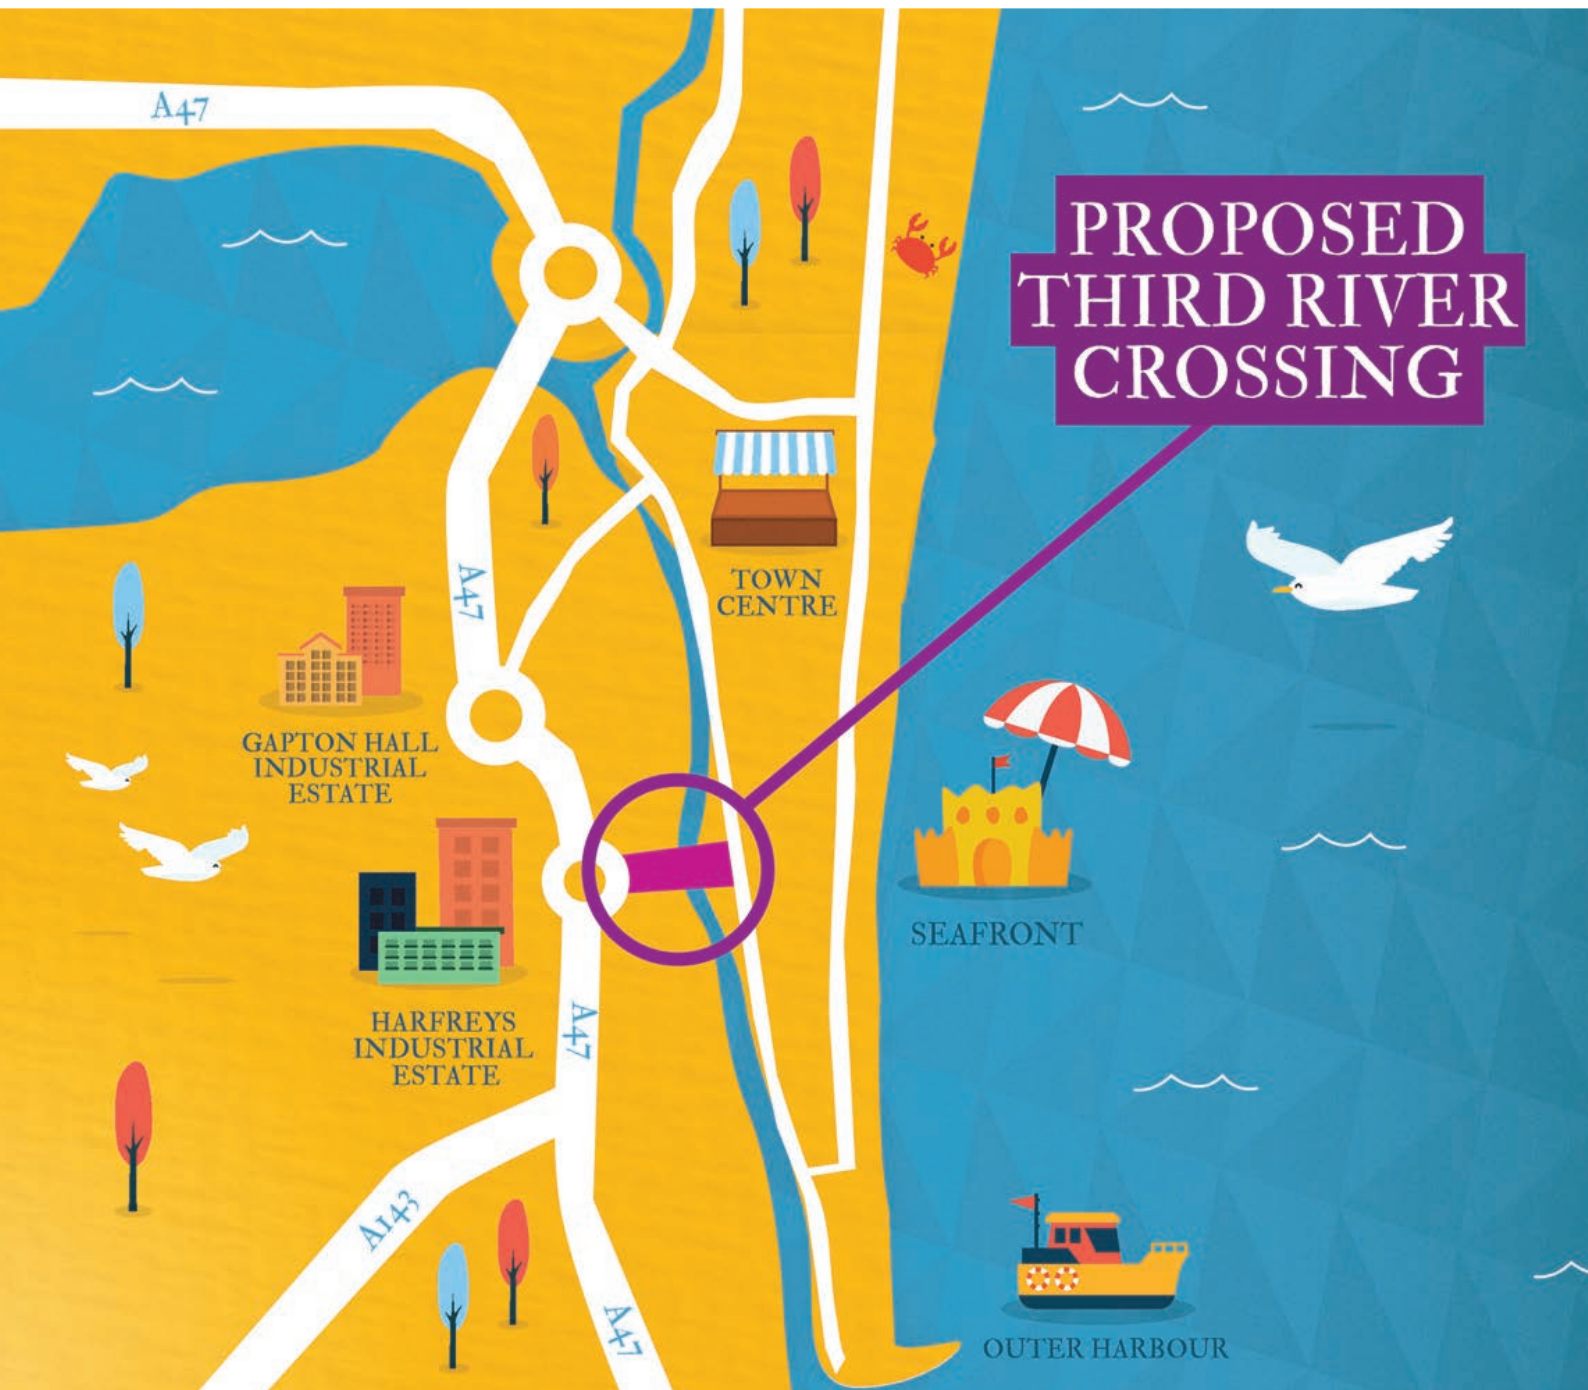 A47
PROPOSED
THIRD RIVER
CROSSING
A47
TOWN
CENTRE
GAPTON HALL
INDUSTRIAL
ESTATE
SEAFRONT
HARFREYS
INDUSTRIAL
ESTATE
A47
A143
A47
OUTER HARBOUR